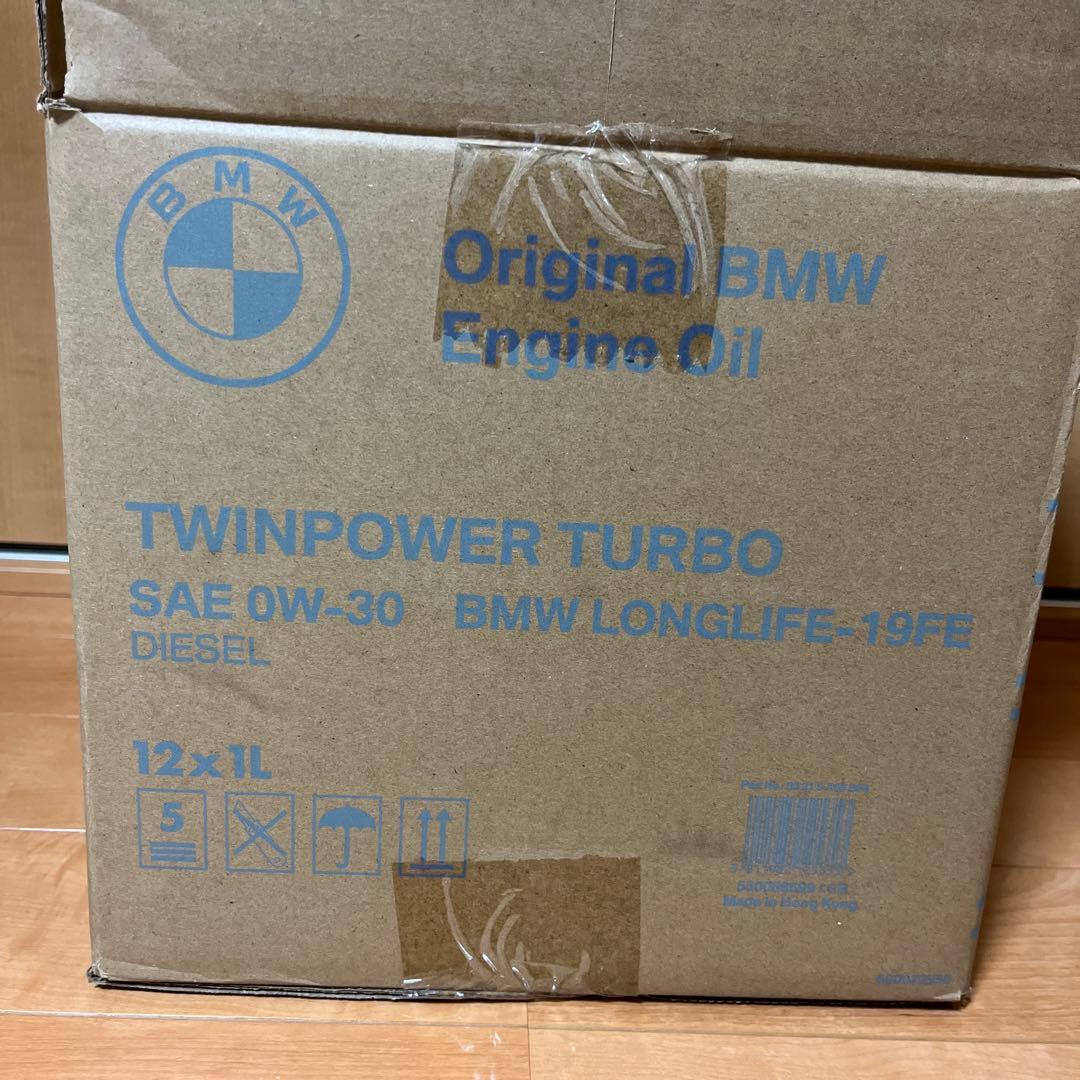 BMW
Original BMW
Engine Oil
TWINPOWER TURBO
SAE 0W-30 BMW LONGLIFE-19FE
DIESEL
12x1L
5
Made in Hong Kong